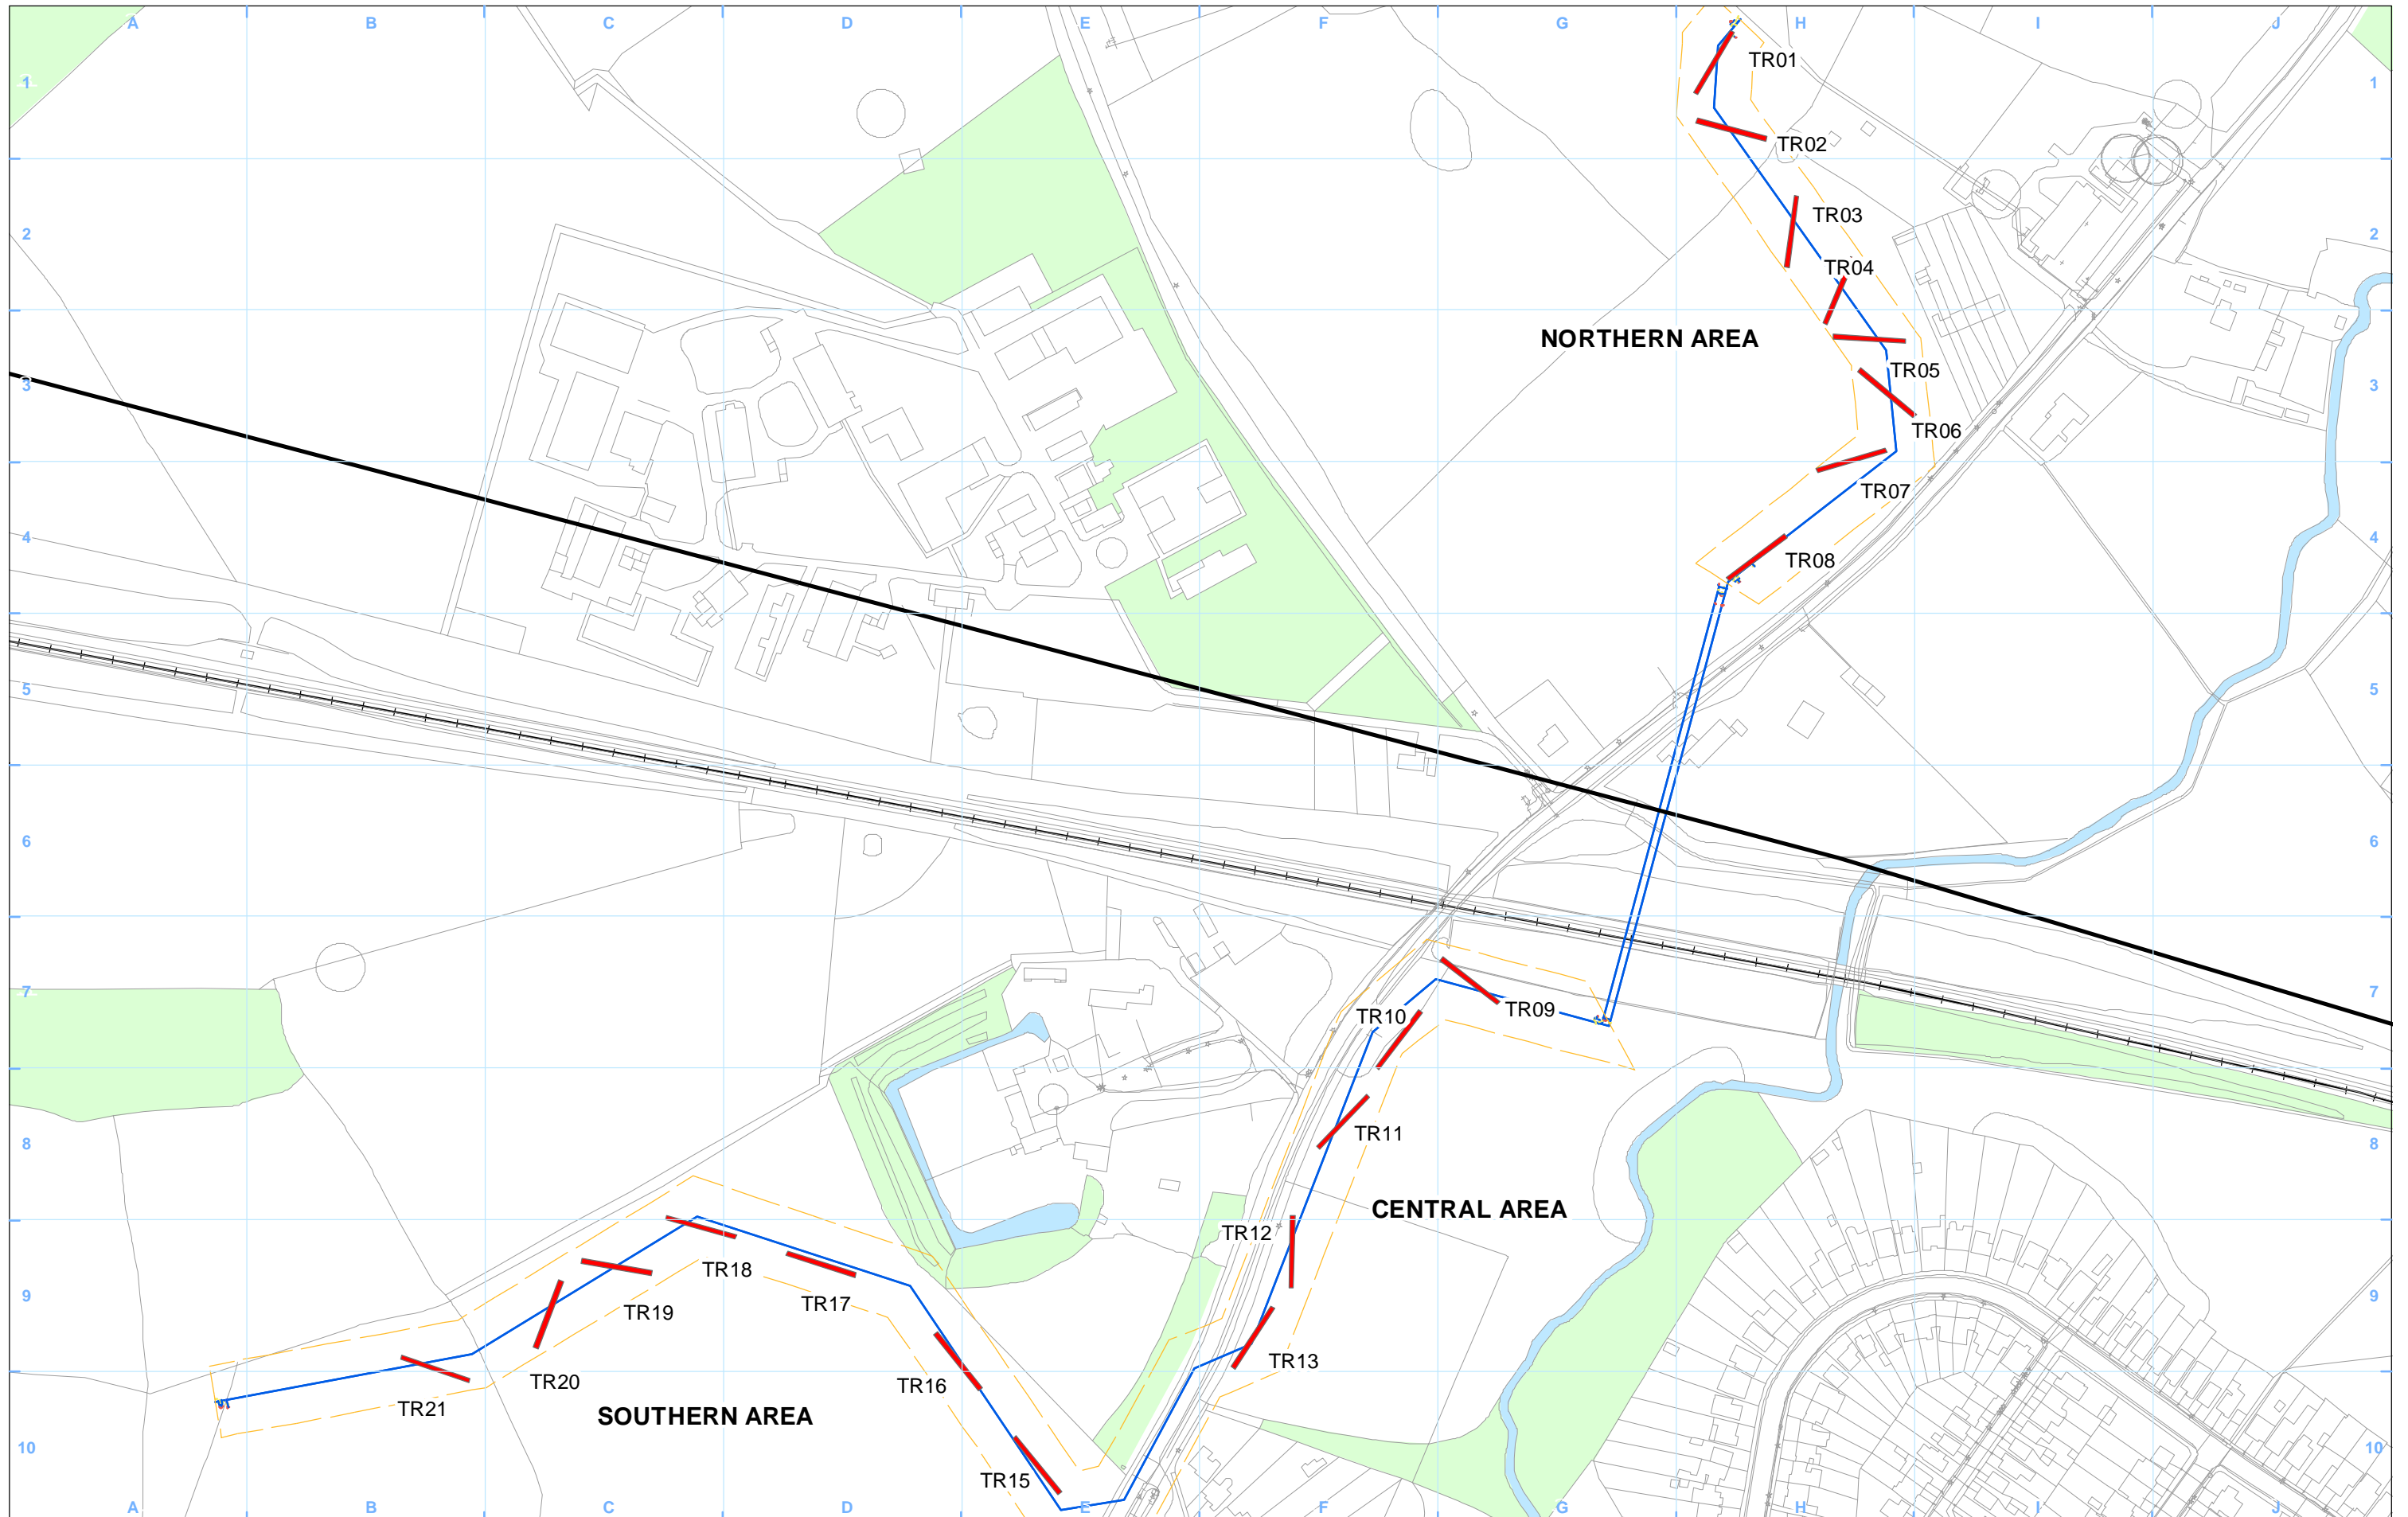 A B C D E F G H I J
TR01
1 1
TR02
TR03
2 2
TR04
NORTHERN AREA
TR05
3 3
TR06
TR07
4 4
TR08
5 5
6 6
7 7
TR10 TR09
TR11
8 8
CENTRAL AREA
TR12
TR18
9 9
TR17
TR19
TR13
TR20 TR16
TR21
SOUTHERN AREA
10 10
TR15
A B C D E F G H I J